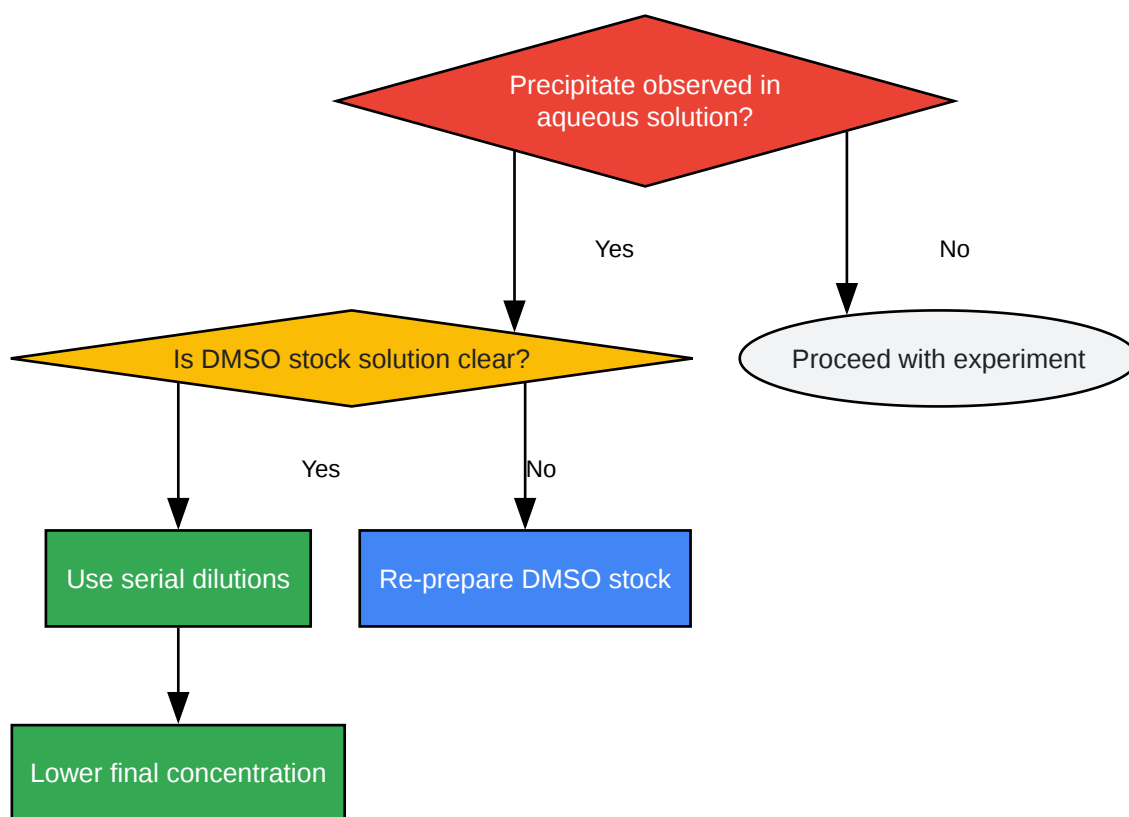 Precipitate observed in
aqueous solution?
Yes
No
Is DMSO stock solution clear?
Proceed with experiment
Yes
No
Use serial dilutions
Re-prepare DMSO stock
Lower final concentration